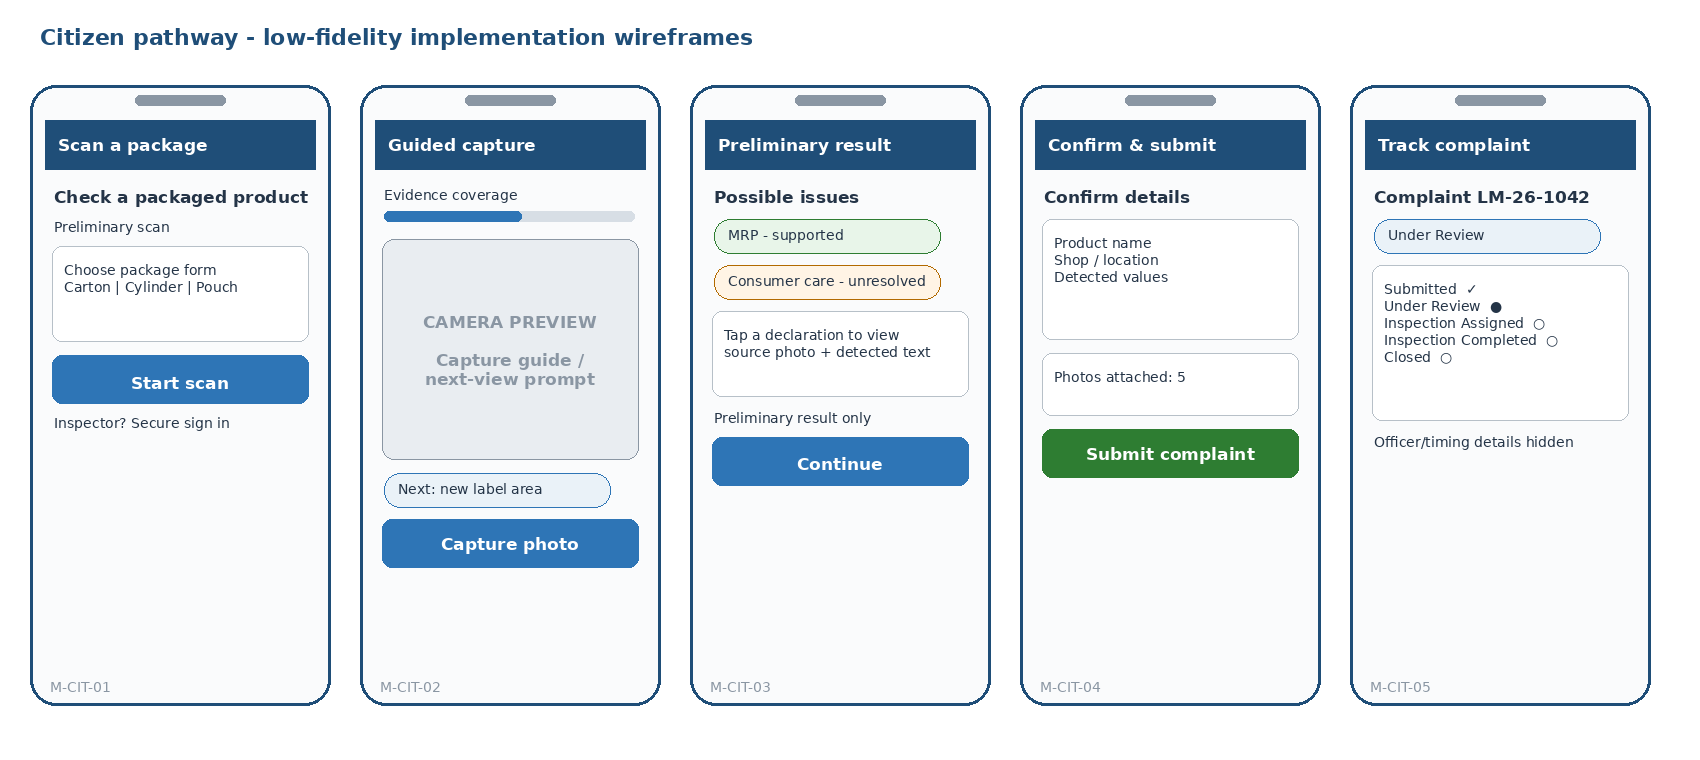 Citizen pathway - low-fidelity implementation wireframes
Scan a package
Check a packaged product
Preliminary scan
Choose package form
Carton | Cylinder | Pouch
Start scan
Inspector? Secure sign in
M-CIT-01
Guided capture
Evidence coverage
CAMERA PREVIEW
Capture guide /
next-view prompt
Next: new label area
Capture photo
M-CIT-02
Preliminary result
Possible issues
MRP - supported
Consumer care - unresolved
Tap a declaration to view
source photo + detected text
Preliminary result only
Continue
M-CIT-03
Confirm & submit
Confirm details
Product name
Shop / location
Detected values
Photos attached: 5
Submit complaint
M-CIT-04
Track complaint
Complaint LM-26-1042
Under Review
Submitted ✓
Under Review ●
Inspection Assigned ○
Inspection Completed ○
Closed ○
Officer/timing details hidden
M-CIT-05